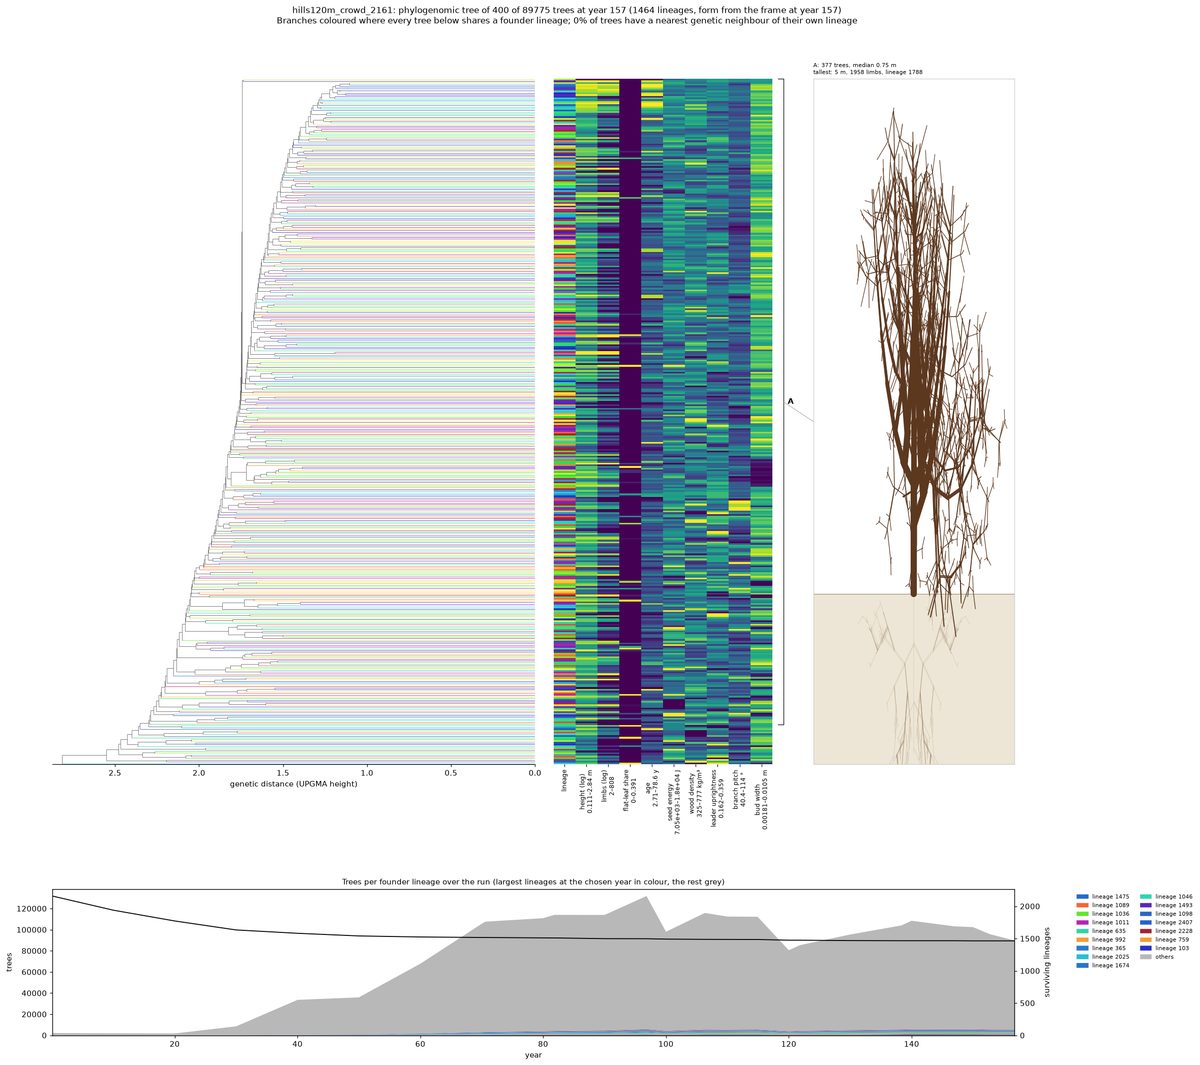 hills120m_crowd_2161: phylogenomic tree of 400 of 89775 trees at year 157 (1464 lineages, form from the frame at year 157)
Branches coloured where every tree below shares a founder lineage; 0% of trees have a nearest genetic neighbour of their own lineage
A: 377 trees, median 0.75 m
tallest: 5 m, 1958 limbs, lineage 1788
A
2.5 2.0 1.5 1.0 0.5 0.0
genetic distance (UPGMA height)
lineage
height (log)
0.111–2.84 m
limbs (log)
2–808
flat-leaf share
0–0.391
age
2.71–78.6 y
seed energy
7.05e+03–1.8e+04 J
wood density
325–777 kg/m³
leader uprightness
0.162–0.359
branch pitch
40.4–114 °
bud width
0.00181–0.0105 m
Trees per founder lineage over the run (largest lineages at the chosen year in colour, the rest grey)
trees
120000
100000
80000
60000
40000
20000
0
20 40 60 80 100 120 140
year
2000
1500
1000
500
0
surviving lineages
lineage 1475
lineage 1089
lineage 1036
lineage 1011
lineage 635
lineage 992
lineage 365
lineage 2025
lineage 1674
lineage 1046
lineage 1493
lineage 1098
lineage 2407
lineage 2228
lineage 759
lineage 103
others